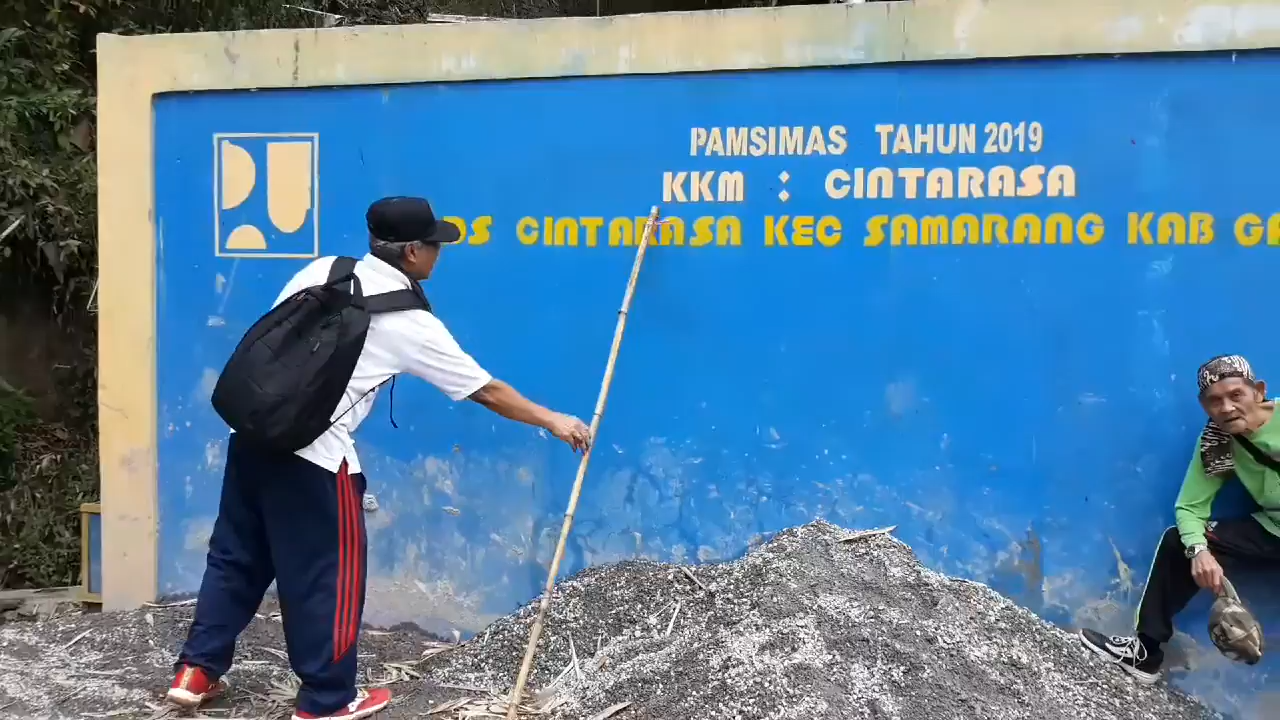 PAMSIMAS TAHUN 2019
KKM : CINTARASA
CINTARASA KEC SAMARANG KAB